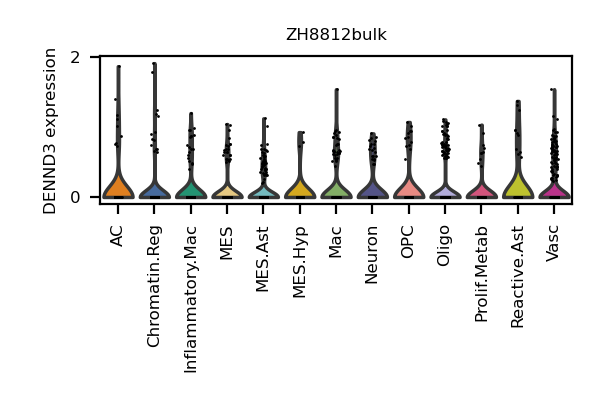 ZH8812bulk
DENND3 expression
2
0
AC
Chromatin.Reg
Inflammatory.Mac
MES
MES.Ast
MES.Hyp
Mac
Neuron
OPC
Oligo
Prolif.Metab
Reactive.Ast
Vasc